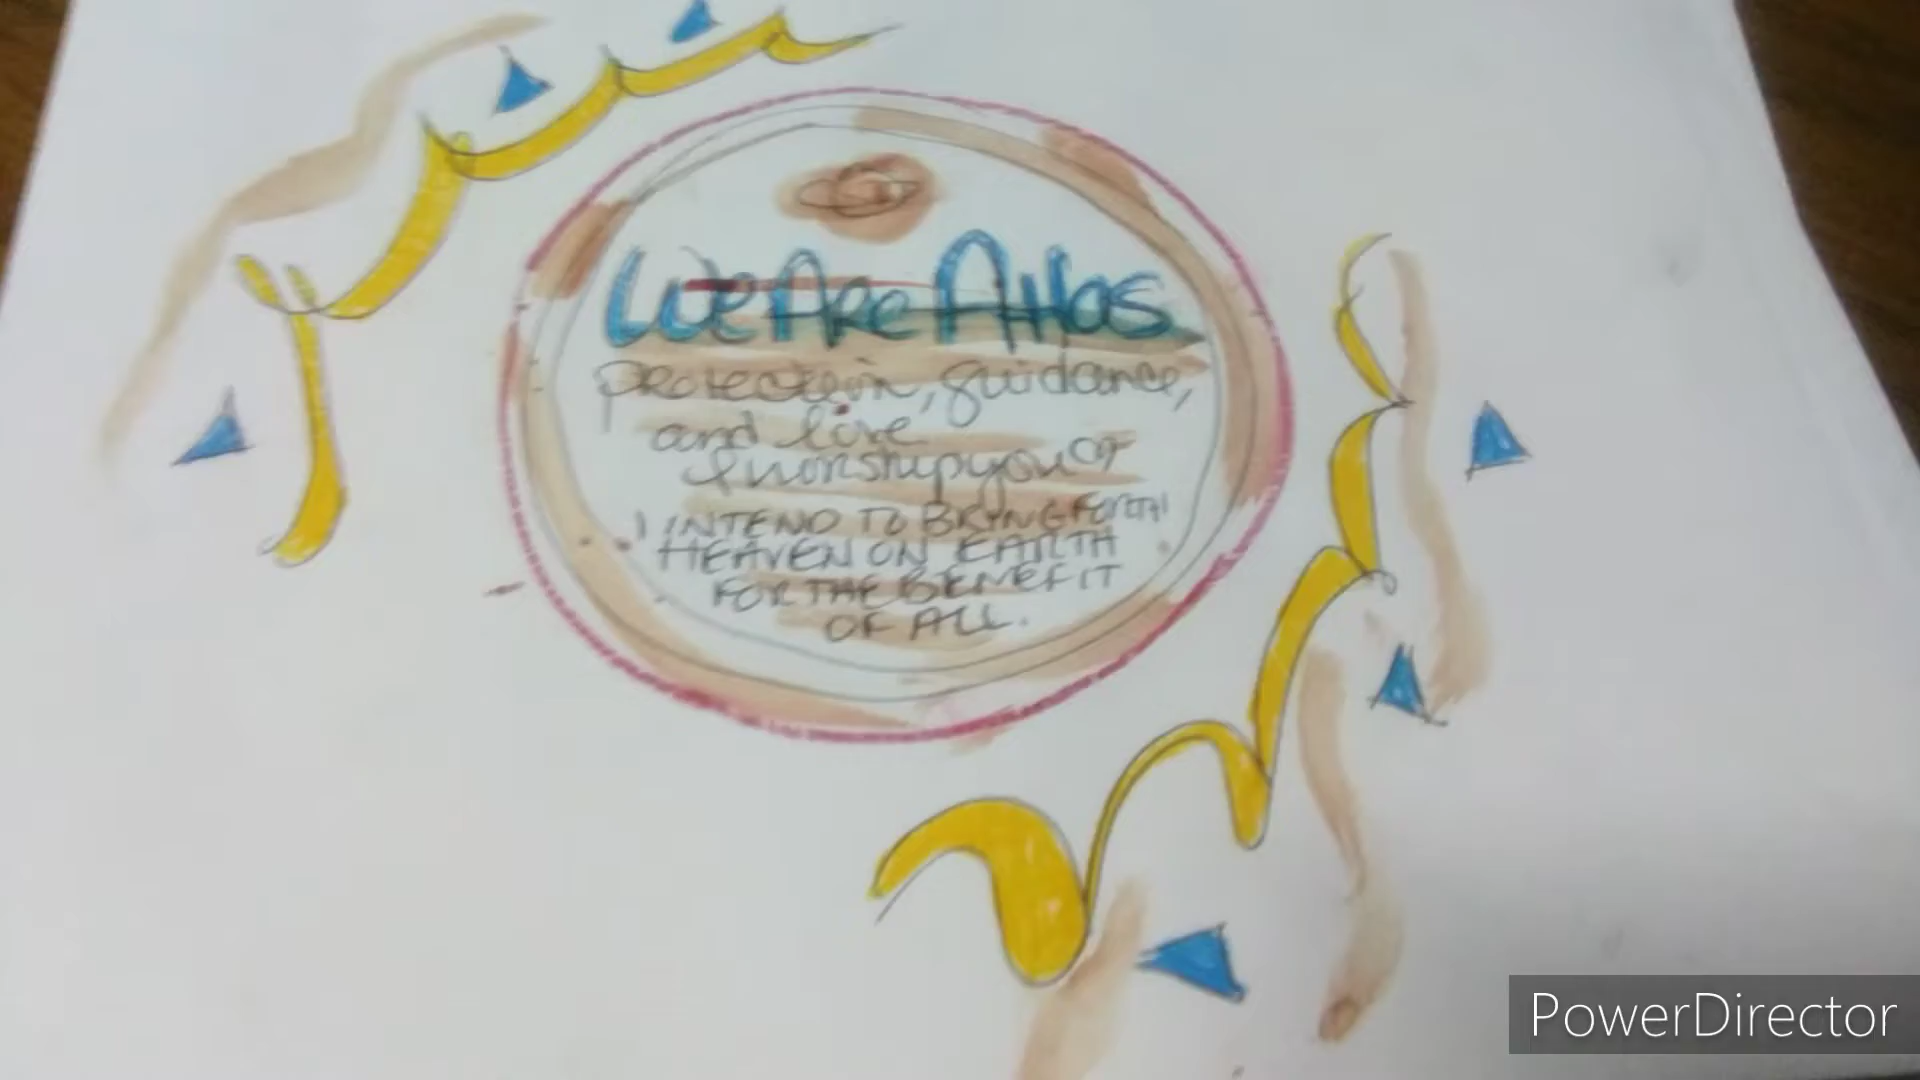 We Are Athos
protection, guidance,
and love
I worship you
I INTEND TO BRING FORTH
HEAVEN ON EARTH
FOR THE BENEFIT
OF ALL.
PowerDirector